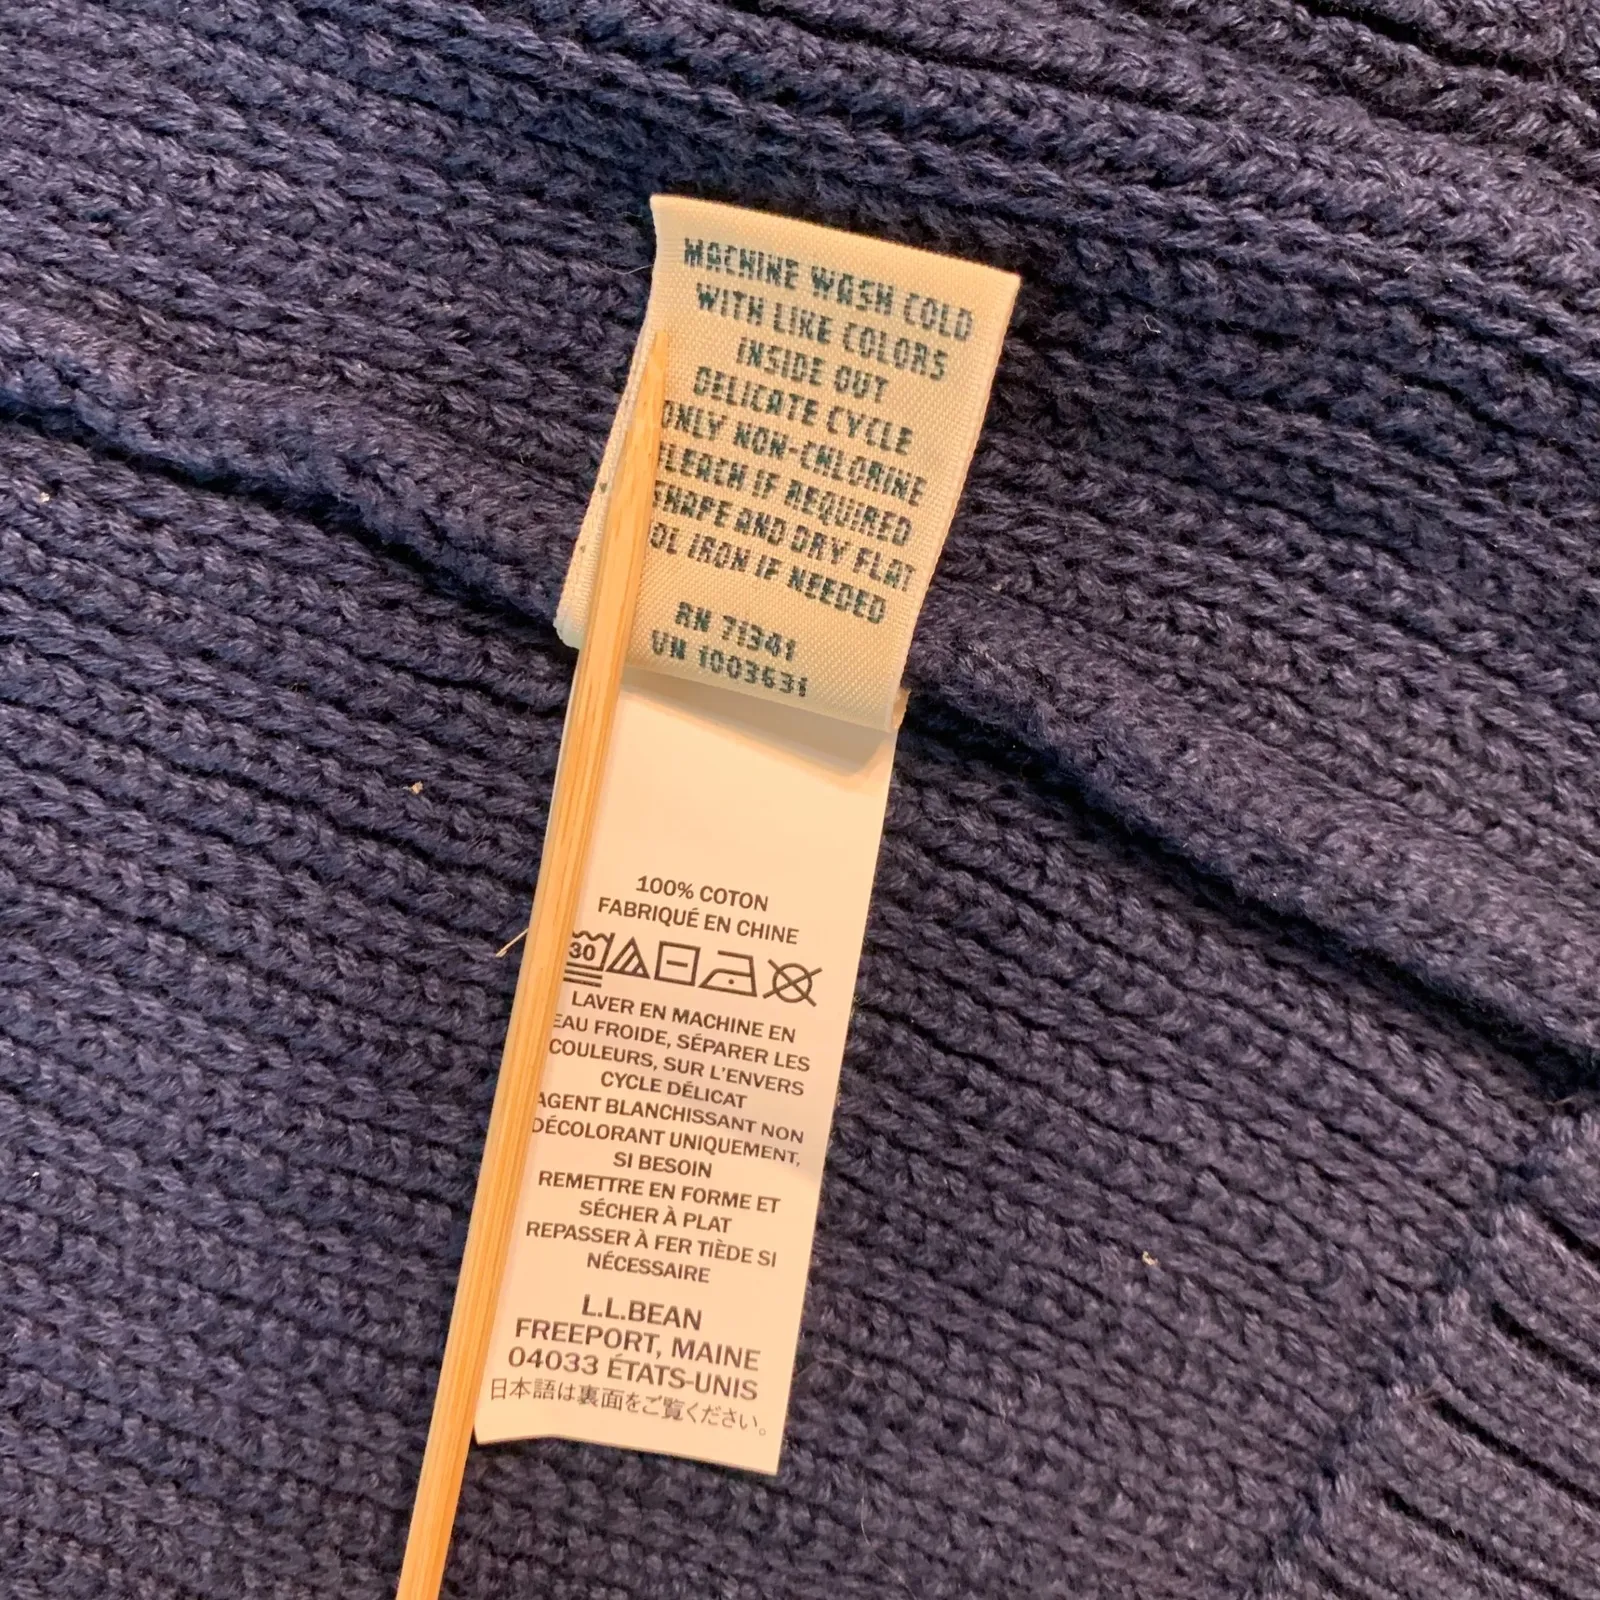 MACHINE WASH COLD
WITH LIKE COLORS
INSIDE OUT
DELICATE CYCLE
ONLY NON-CHLORINE
LEACH IF REQUIRED
SHAPE AND DRY FLAT
OL IRON IF NEEDED
RN 71341
VN 1003631
100% COTON
FABRIQUÉ EN CHINE
30
LAVER EN MACHINE EN
EAU FROIDE, SÉPARER LES
COULEURS, SUR L'ENVERS
CYCLE DÉLICAT
AGENT BLANCHISSANT NON
DÉCOLORANT UNIQUEMENT,
SI BESOIN
REMETTRE EN FORME ET
SÉCHER À PLAT
REPASSER À FER TIÈDE SI
NÉCESSAIRE
L.L.BEAN
FREEPORT, MAINE
04033 ÉTATS-UNIS
日本語は裏面をご覧ください。